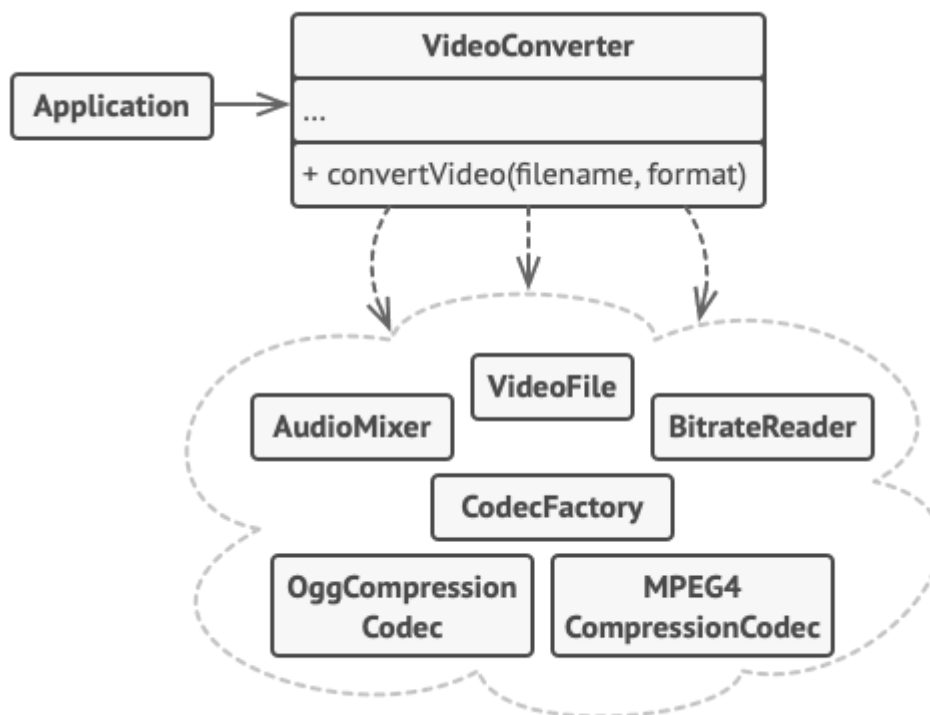 VideoConverter
Application
...
+ convertVideo(filename, format)
VideoFile
AudioMixer
BitrateReader
CodecFactory
OggCompression
Codec
MPEG4
CompressionCodec